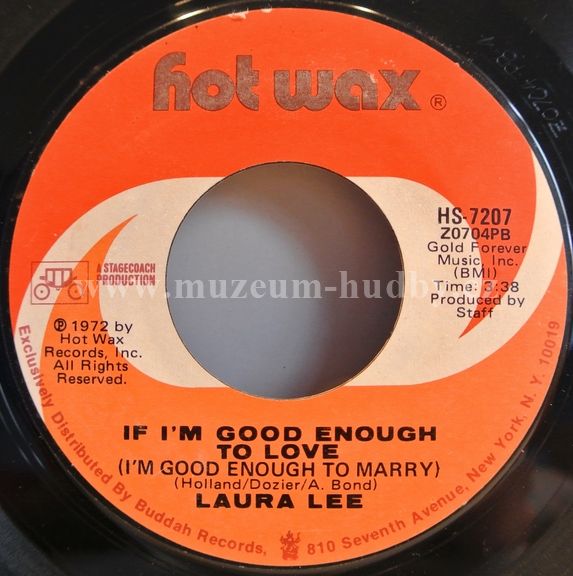 hot wax ®
HS-7207
Z0704PB
Gold Forever
Music, Inc.
(BMI)
Time: 3:38
Produced by
Staff
A STAGECOACH
PRODUCTION
℗ 1972 by
Hot Wax
Records, Inc.
All Rights
Reserved.
www.muzeum-hudb
IF I'M GOOD ENOUGH
TO LOVE
(I'M GOOD ENOUGH TO MARRY)
(Holland/Dozier/A. Bond)
LAURA LEE
Exclusively Distributed By Buddah Records, 810 Seventh Avenue, New York, N. Y. 10019